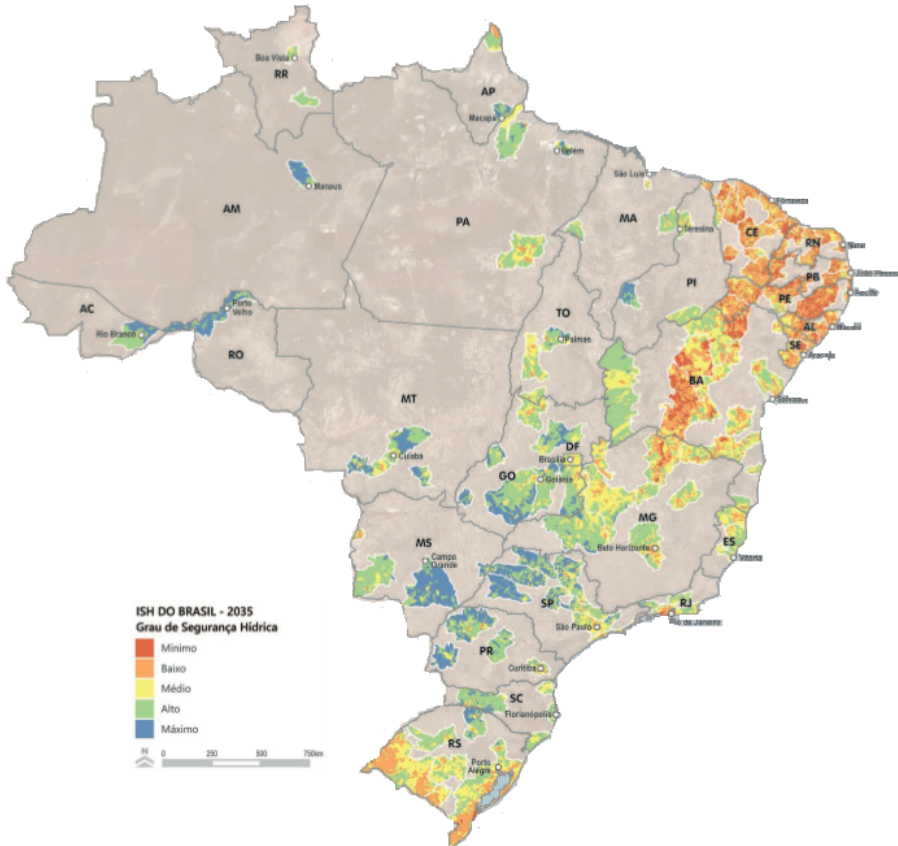 Boa Vista
RR
AP
Macapá
Belém
São Luís
Manaus
Fortaleza
AM
PA
MA
Teresina
CE
RN
Natal
PB
João Pessoa
PI
PE
Recife
AC
Porto
Velho
TO
AL
Maceió
Rio Branco
Palmas
SE
Aracaju
RO
BA
MT
Salvador
DF
Cuiabá
Brasília
GO
Goiânia
MG
MS
Belo Horizonte
ES
Vitória
Campo
Grande
SP
RJ
Rio de Janeiro
São Paulo
PR
Curitiba
SC
Florianópolis
RS
Porto
Alegre
ISH DO BRASIL - 2035
Grau de Segurança Hídrica
Mínimo
Baixo
Médio
Alto
Máximo
N
0 250 500 750km